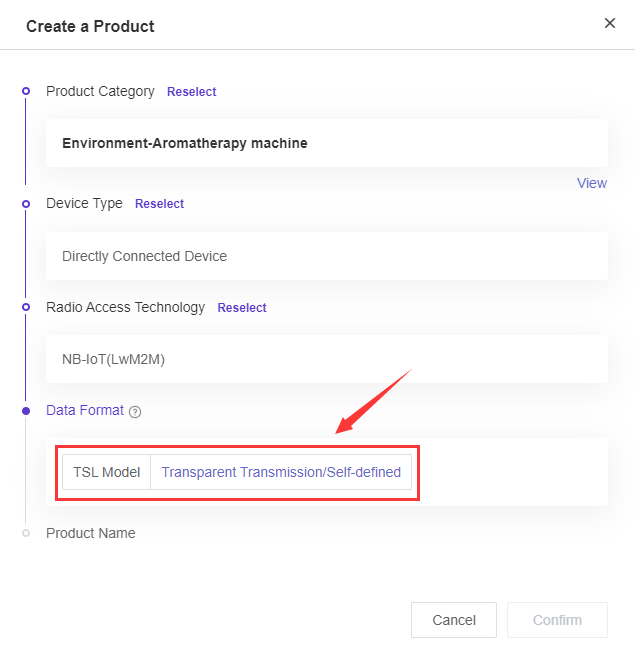 Create a Product
Product Category Reselect
Environment-Aromatherapy machine
View
Device Type Reselect
Directly Connected Device
Radio Access Technology Reselect
NB-IoT(LwM2M)
Data Format ?
TSL Model Transparent Transmission/Self-defined
Product Name
Cancel Confirm